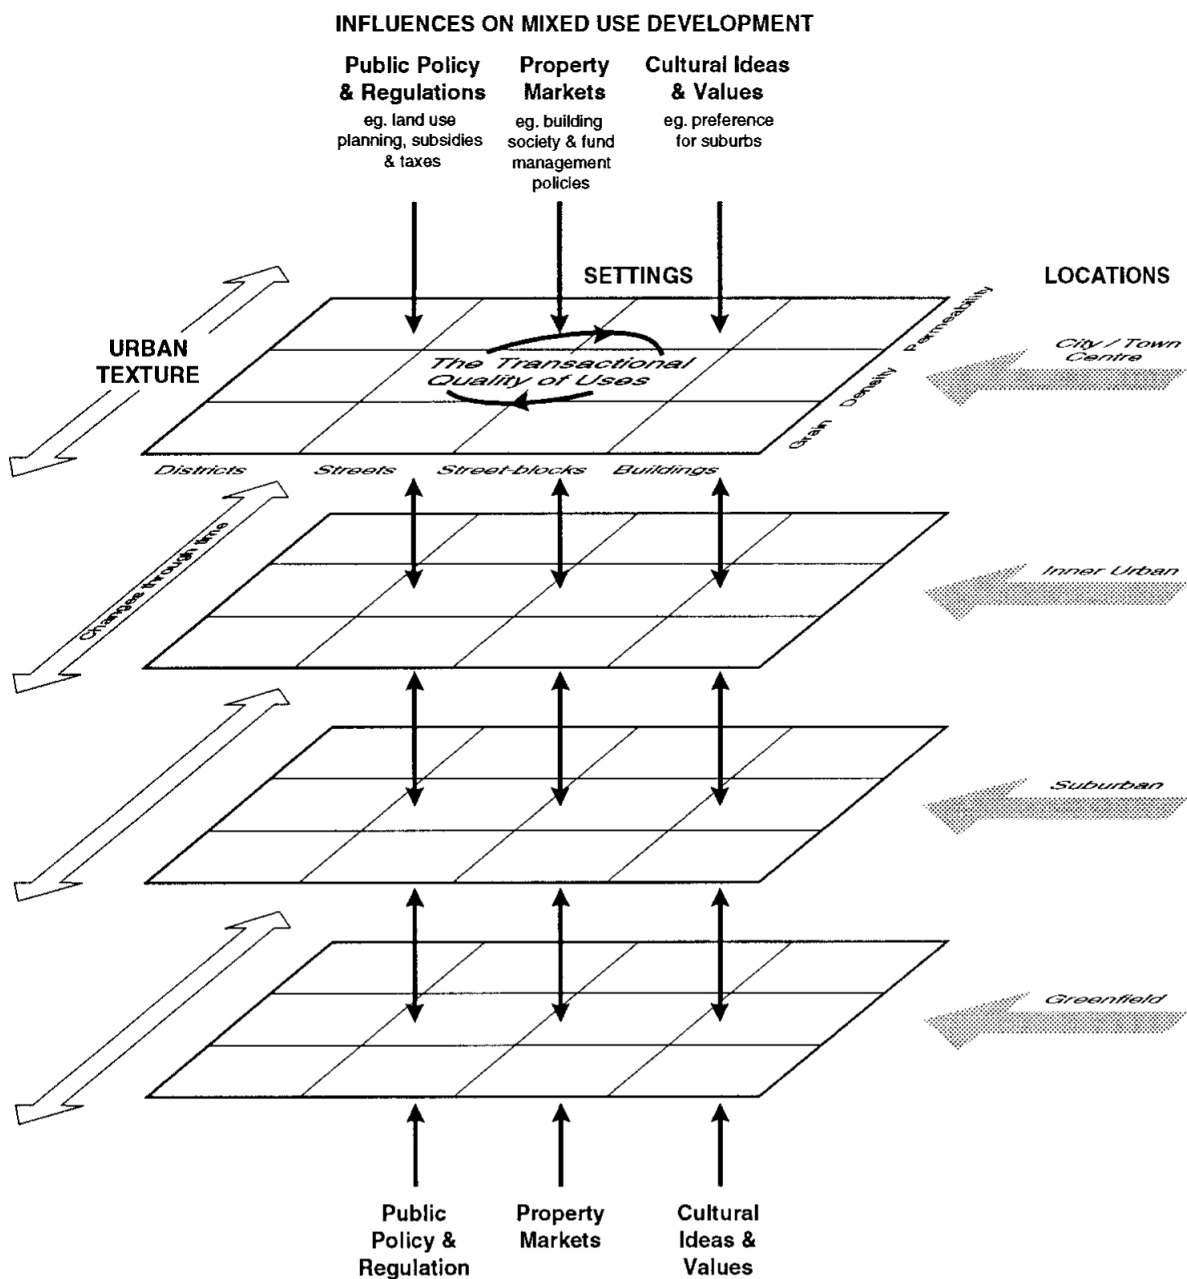 INFLUENCES ON MIXED USE DEVELOPMENT
Public Policy
& Regulations
eg. land use
planning, subsidies
& taxes
Property
Markets
eg. building
society & fund
management
policies
Cultural Ideas
& Values
eg. preference
for suburbs
SETTINGS
LOCATIONS
URBAN
TEXTURE
The Transactional
Quality of Uses
Grain Density Permeability
City / Town
Centre
Districts Streets Street-blocks Buildings
Changes through time
Inner Urban
Suburban
Greenfield
Public
Policy &
Regulation
Property
Markets
Cultural
Ideas &
Values